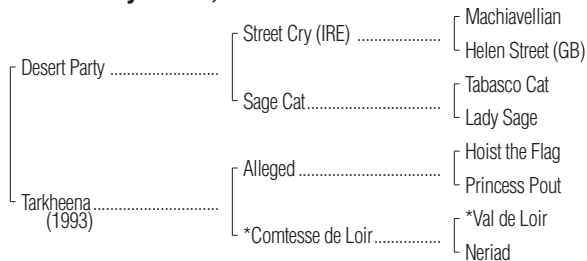 Machiavellian
Street Cry (IRE) ..................
Helen Street (GB)
Desert Party ........................
Tabasco Cat
Sage Cat.............................
Lady Sage
Hoist the Flag
Alleged ...............................
Princess Pout
Tarkheena............................
(1993)
*Val de Loir
*Comtesse de Loir................
Neriad